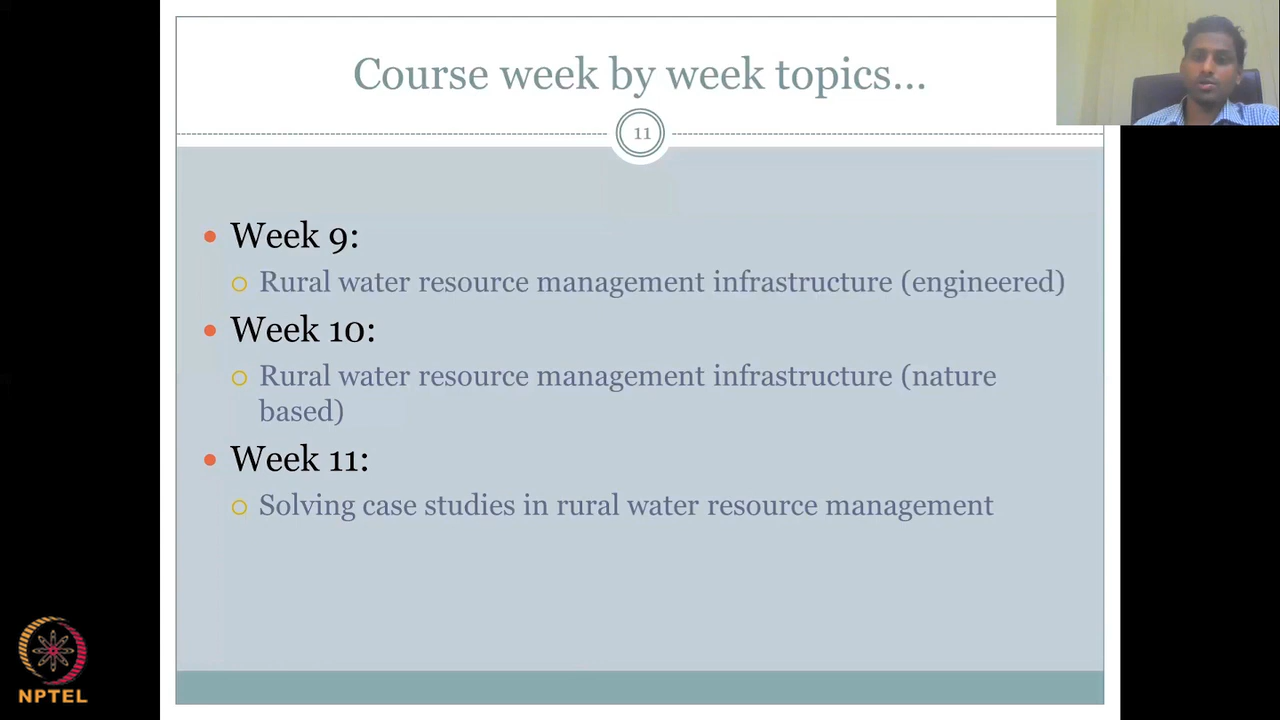 Course week by week topics...
11
Week 9:
Rural water resource management infrastructure (engineered)
Week 10:
Rural water resource management infrastructure (nature
based)
Week 11:
Solving case studies in rural water resource management
NPTEL